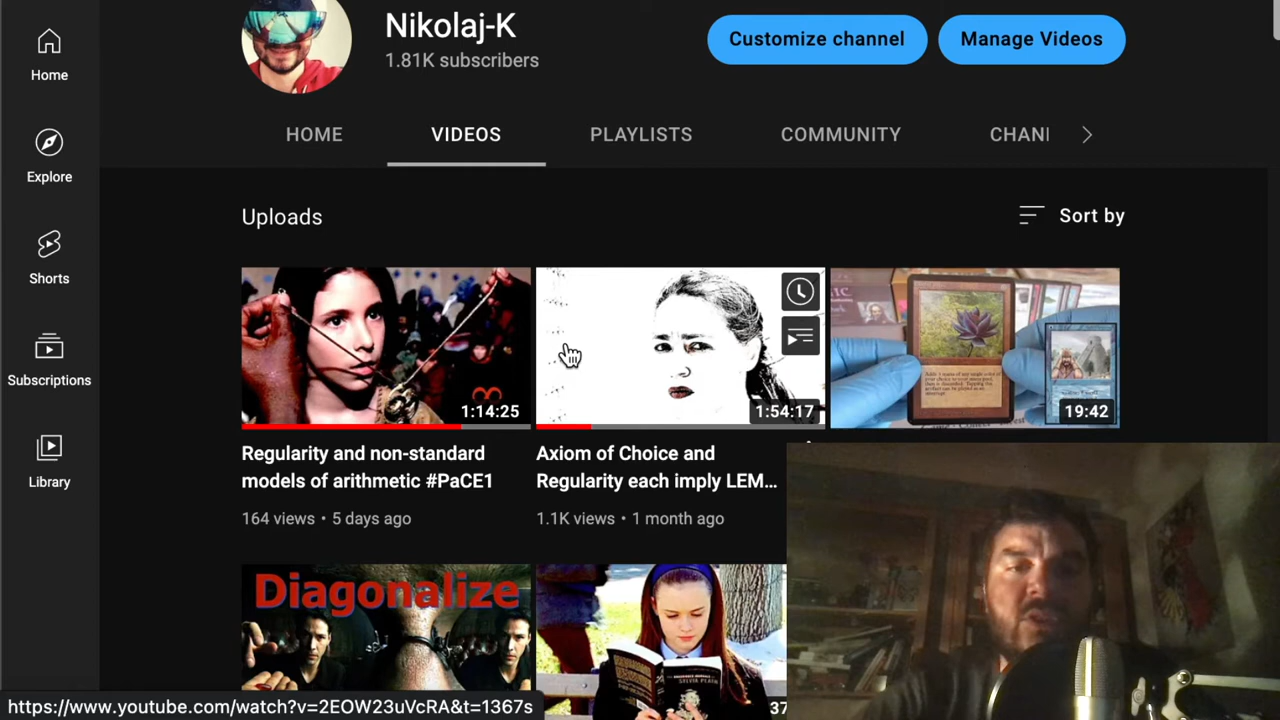 Nikolaj-K
1.81K subscribers
Customize channel
Manage Videos
Home
Explore
Shorts
Subscriptions
Library
HOME
VIDEOS
PLAYLISTS
COMMUNITY
CHANI
Uploads
Sort by
1:14:25
1:54:17
19:42
Regularity and non-standard
models of arithmetic #PaCE1
164 views • 5 days ago
Axiom of Choice and
Regularity each imply LEM...
1.1K views • 1 month ago
Diagonalize
37
https://www.youtube.com/watch?v=2EOW23uVcRA&t=1367s